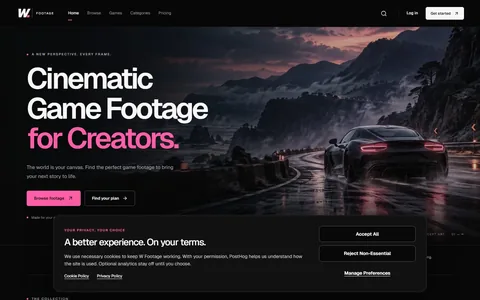 W. FOOTAGE
Home Browse Games Categories Pricing
Log in
Get started
A NEW PERSPECTIVE. EVERY FRAME.
Cinematic
Game Footage
for Creators.
The world is your canvas. Find the perfect game footage to bring
your next story to life.
Browse footage
Find your plan
YOUR PRIVACY, YOUR CHOICE
A better experience. On your terms.
We use necessary cookies to keep W Footage working. With your permission, PostHog helps us understand how
the site is used. Optional analytics stay off until you choose.
Cookie Policy Privacy Policy
Accept All
Reject Non-Essential
Manage Preferences
THE COLLECTION